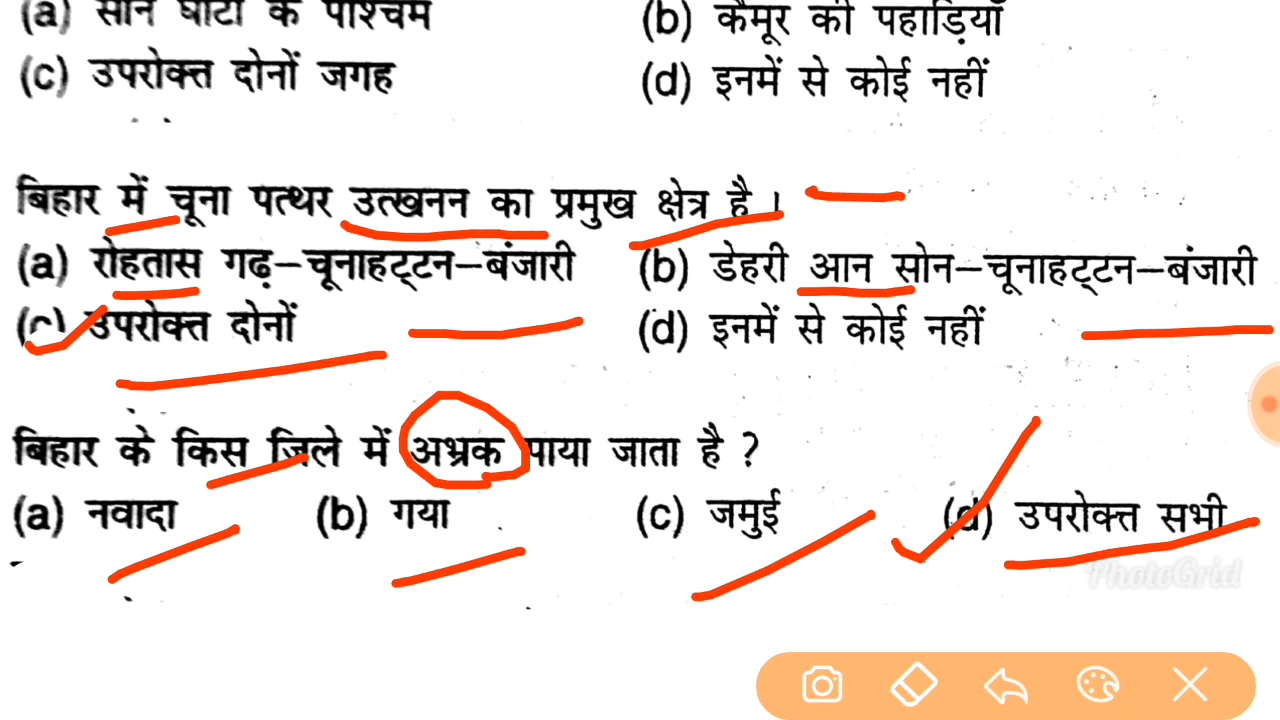 (a) सोन घाटी के पश्चिम (b) कैमूर की पहाड़ियाँ
(c) उपरोक्त दोनों जगह (d) इनमें से कोई नहीं
बिहार में चूना पत्थर उत्खनन का प्रमुख क्षेत्र है ।
(a) रोहतास गढ़–चूनाहट्टन–बंजारी (b) डेहरी आन सोन–चूनाहट्टन–बंजारी
(c) उपरोक्त दोनों (d) इनमें से कोई नहीं
बिहार के किस जिले में अभ्रक पाया जाता है ?
(a) नवादा (b) गया (c) जमुई (d) उपरोक्त सभी
PhotoGrid